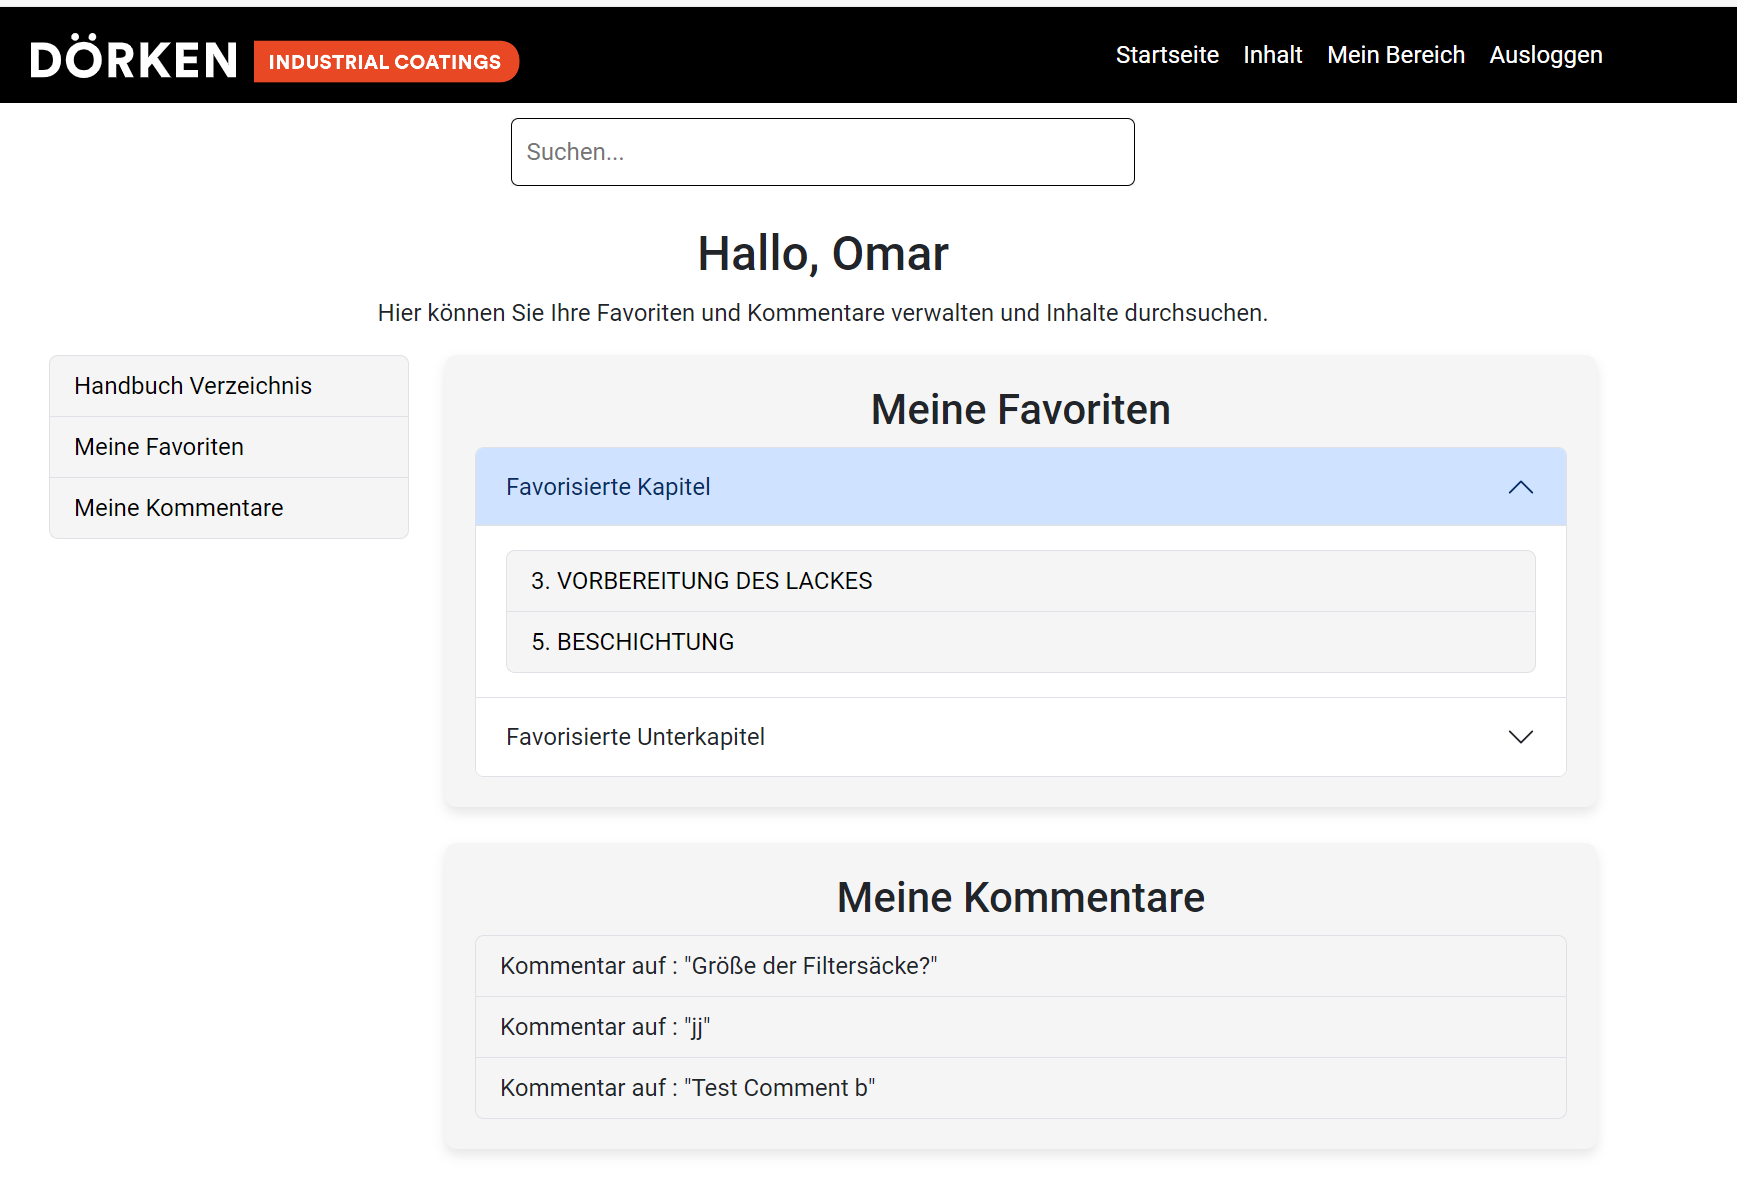 DÖRKEN INDUSTRIAL COATINGS
Startseite Inhalt Mein Bereich Ausloggen
Suchen...
Hallo, Omar
Hier können Sie Ihre Favoriten und Kommentare verwalten und Inhalte durchsuchen.
Handbuch Verzeichnis
Meine Favoriten
Meine Kommentare
Meine Favoriten
Favorisierte Kapitel
3. VORBEREITUNG DES LACKES
5. BESCHICHTUNG
Favorisierte Unterkapitel
Meine Kommentare
Kommentar auf : "Größe der Filtersäcke?"
Kommentar auf : "jj"
Kommentar auf : "Test Comment b"